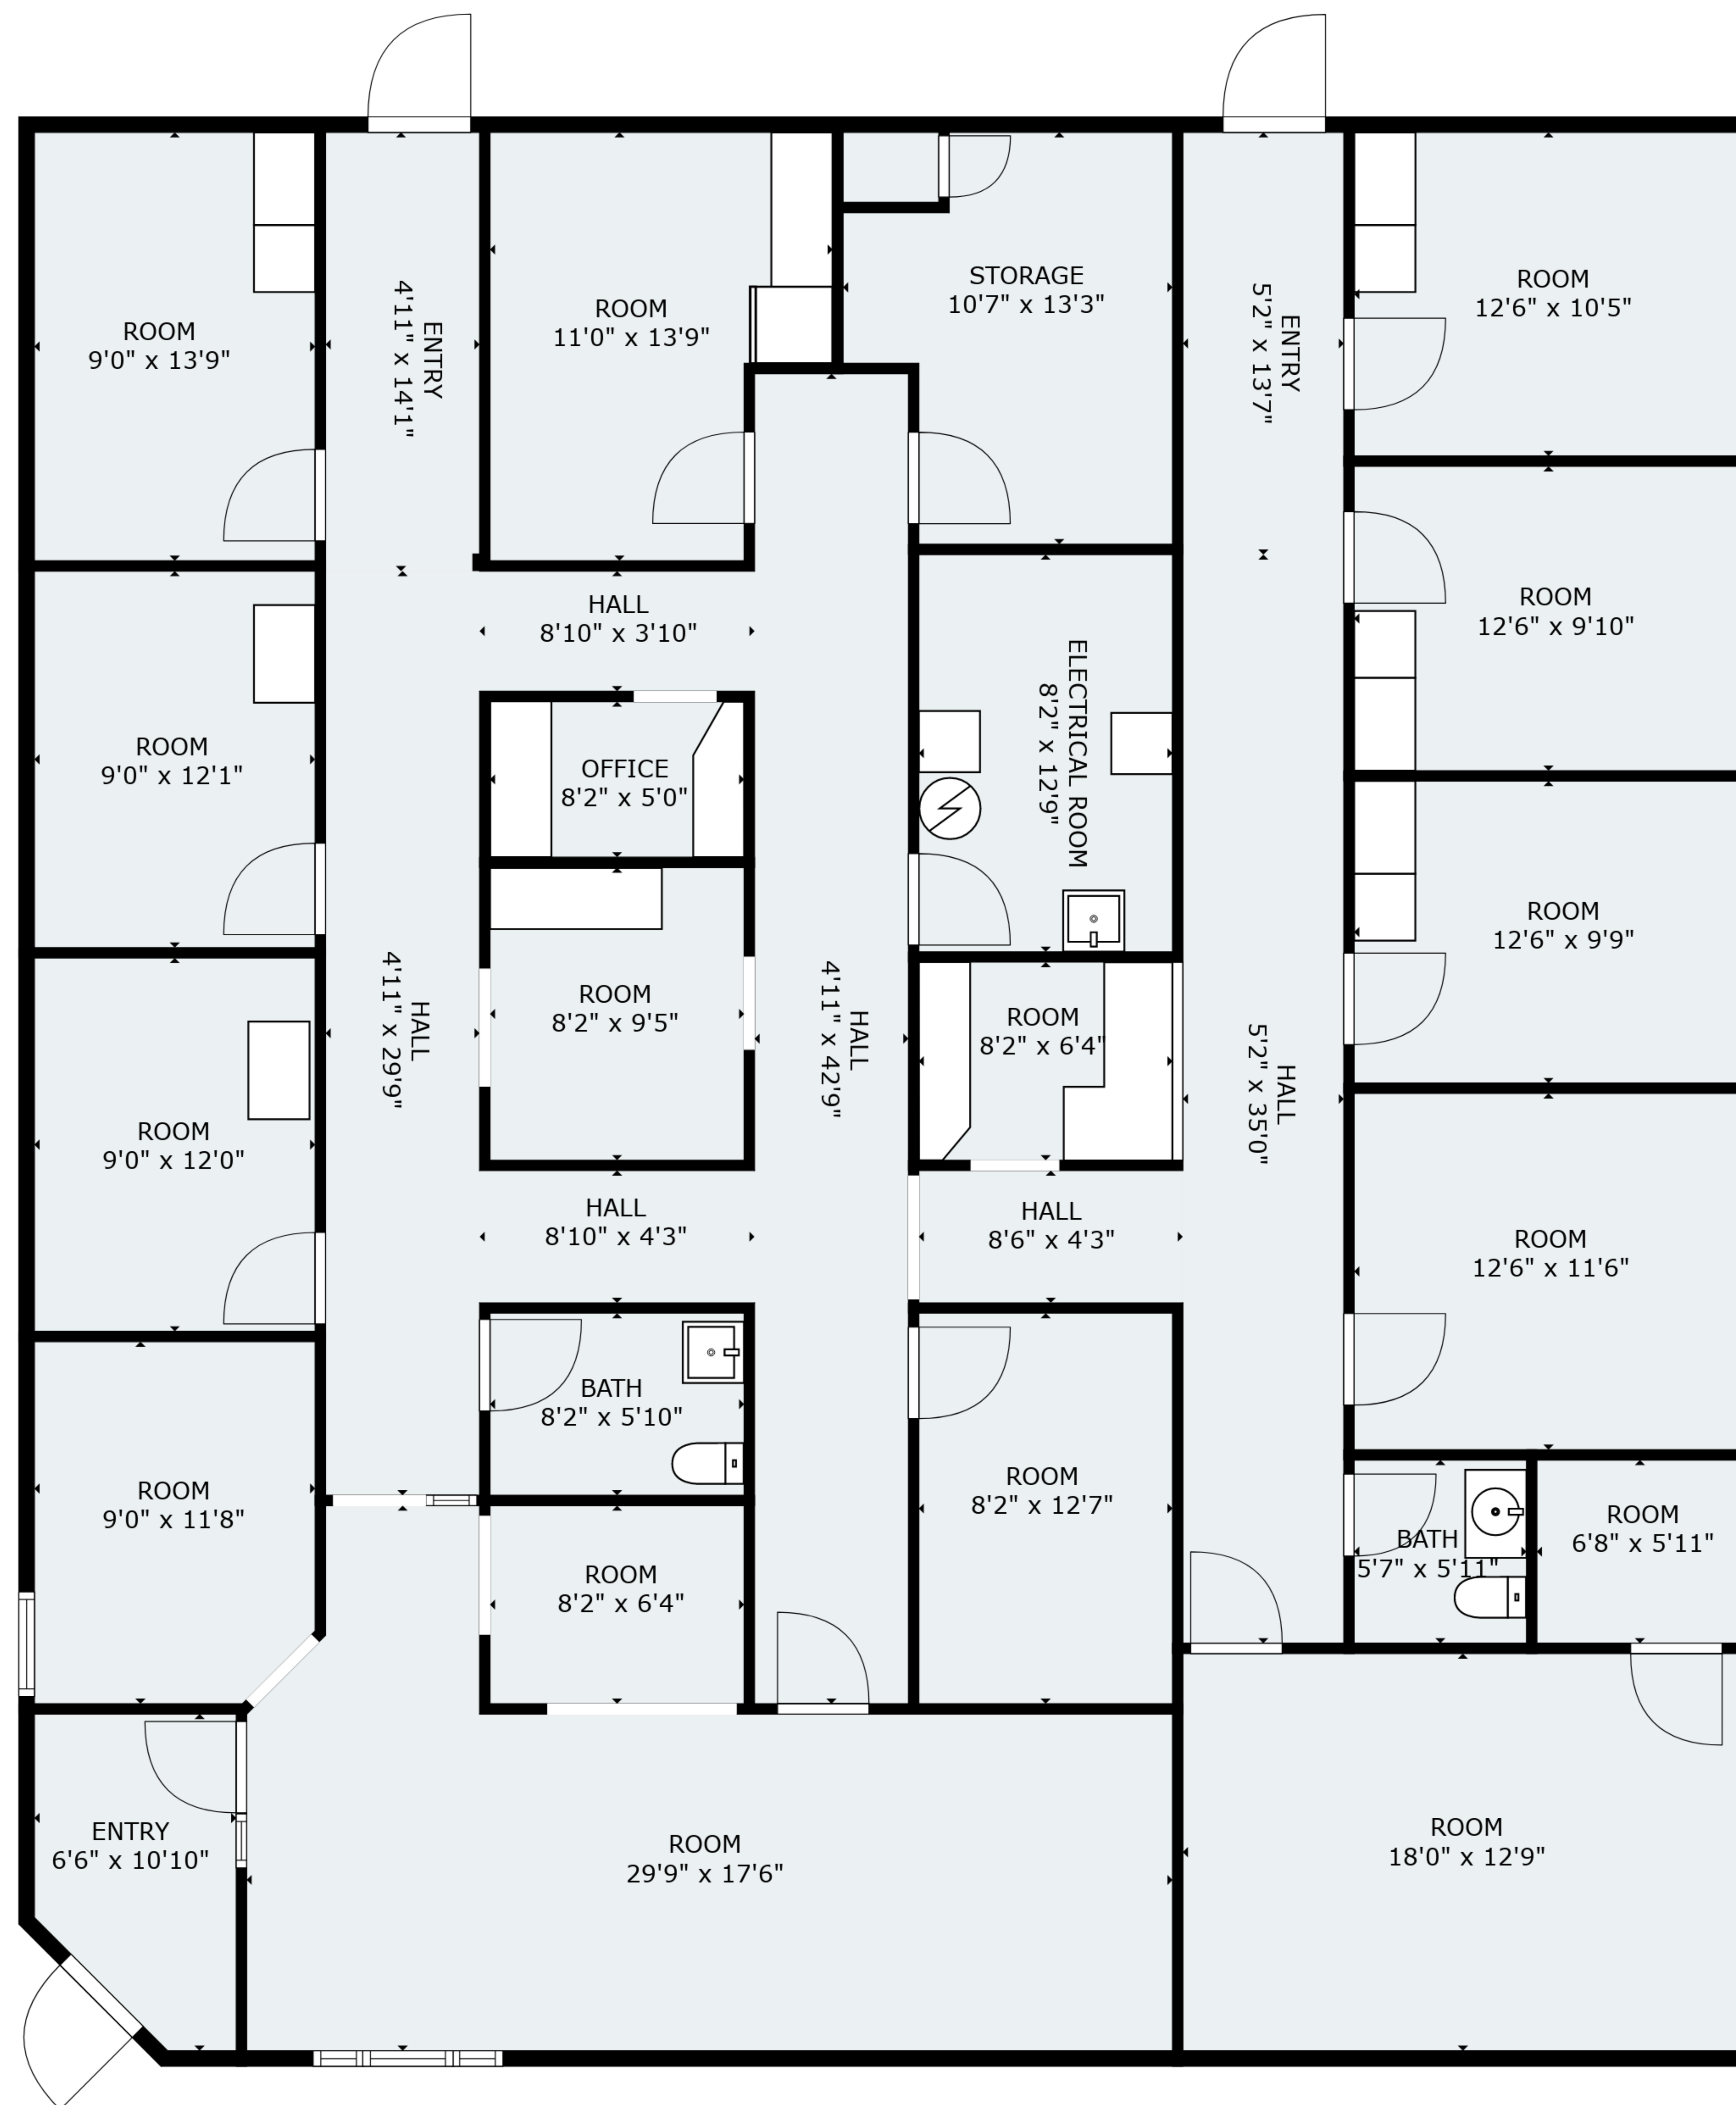 ROOM
9'0" x 13'9"
ENTRY
4'11" x 14'1"
ROOM
11'0" x 13'9"
STORAGE
10'7" x 13'3"
ENTRY
5'2" x 13'7"
ROOM
12'6" x 10'5"
HALL
8'10" x 3'10"
ROOM
12'6" x 9'10"
ROOM
9'0" x 12'1"
OFFICE
8'2" x 5'0"
ELECTRICAL ROOM
8'2" x 12'9"
ROOM
12'6" x 9'9"
HALL
4'11" x 29'9"
ROOM
8'2" x 9'5"
HALL
4'11" x 42'9"
ROOM
8'2" x 6'4"
HALL
5'2" x 35'0"
ROOM
9'0" x 12'0"
HALL
8'10" x 4'3"
HALL
8'6" x 4'3"
ROOM
12'6" x 11'6"
BATH
8'2" x 5'10"
ROOM
9'0" x 11'8"
ROOM
8'2" x 12'7"
BATH
5'7" x 5'11"
ROOM
6'8" x 5'11"
ROOM
8'2" x 6'4"
ENTRY
6'6" x 10'10"
ROOM
29'9" x 17'6"
ROOM
18'0" x 12'9"